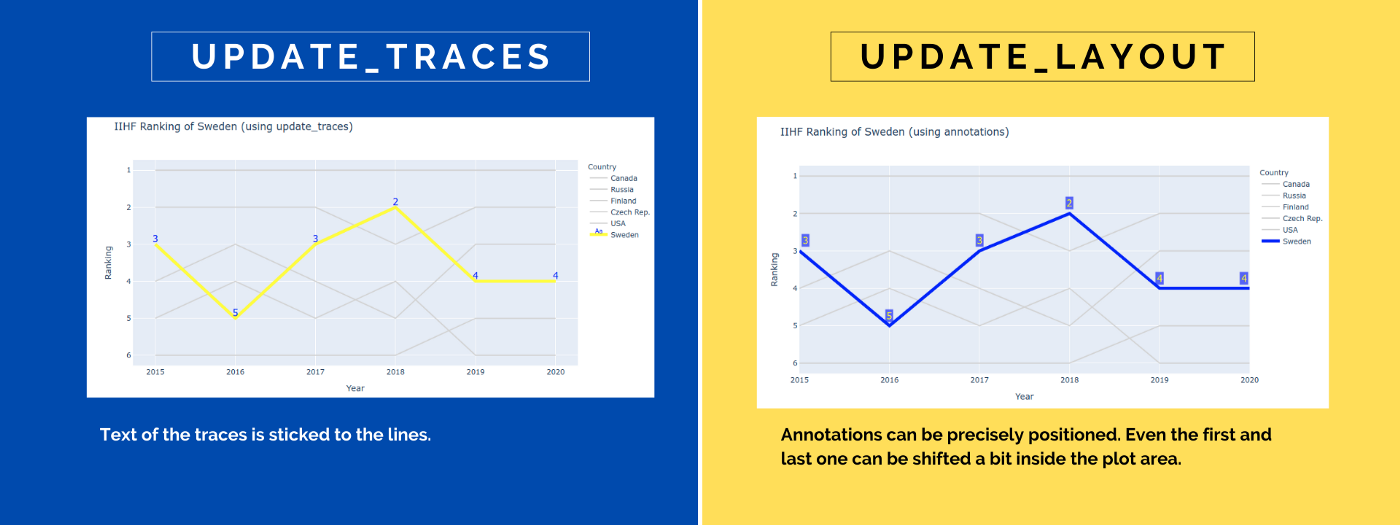 UPDATE_TRACES
IIHF Ranking of Sweden (using update_traces)
Ranking
1
2
3
4
5
6
3
5
3
2
4
4
2015 2016 2017 2018 2019 2020
Year
Country
Canada
Russia
Finland
Czech Rep.
USA
Aa
Sweden
Text of the traces is sticked to the lines.
UPDATE_LAYOUT
IIHF Ranking of Sweden (using annotations)
Ranking
1
2
3
4
5
6
3
5
3
2
4
4
2015 2016 2017 2018 2019 2020
Year
Country
Canada
Russia
Finland
Czech Rep.
USA
Sweden
Annotations can be precisely positioned. Even the first and
last one can be shifted a bit inside the plot area.